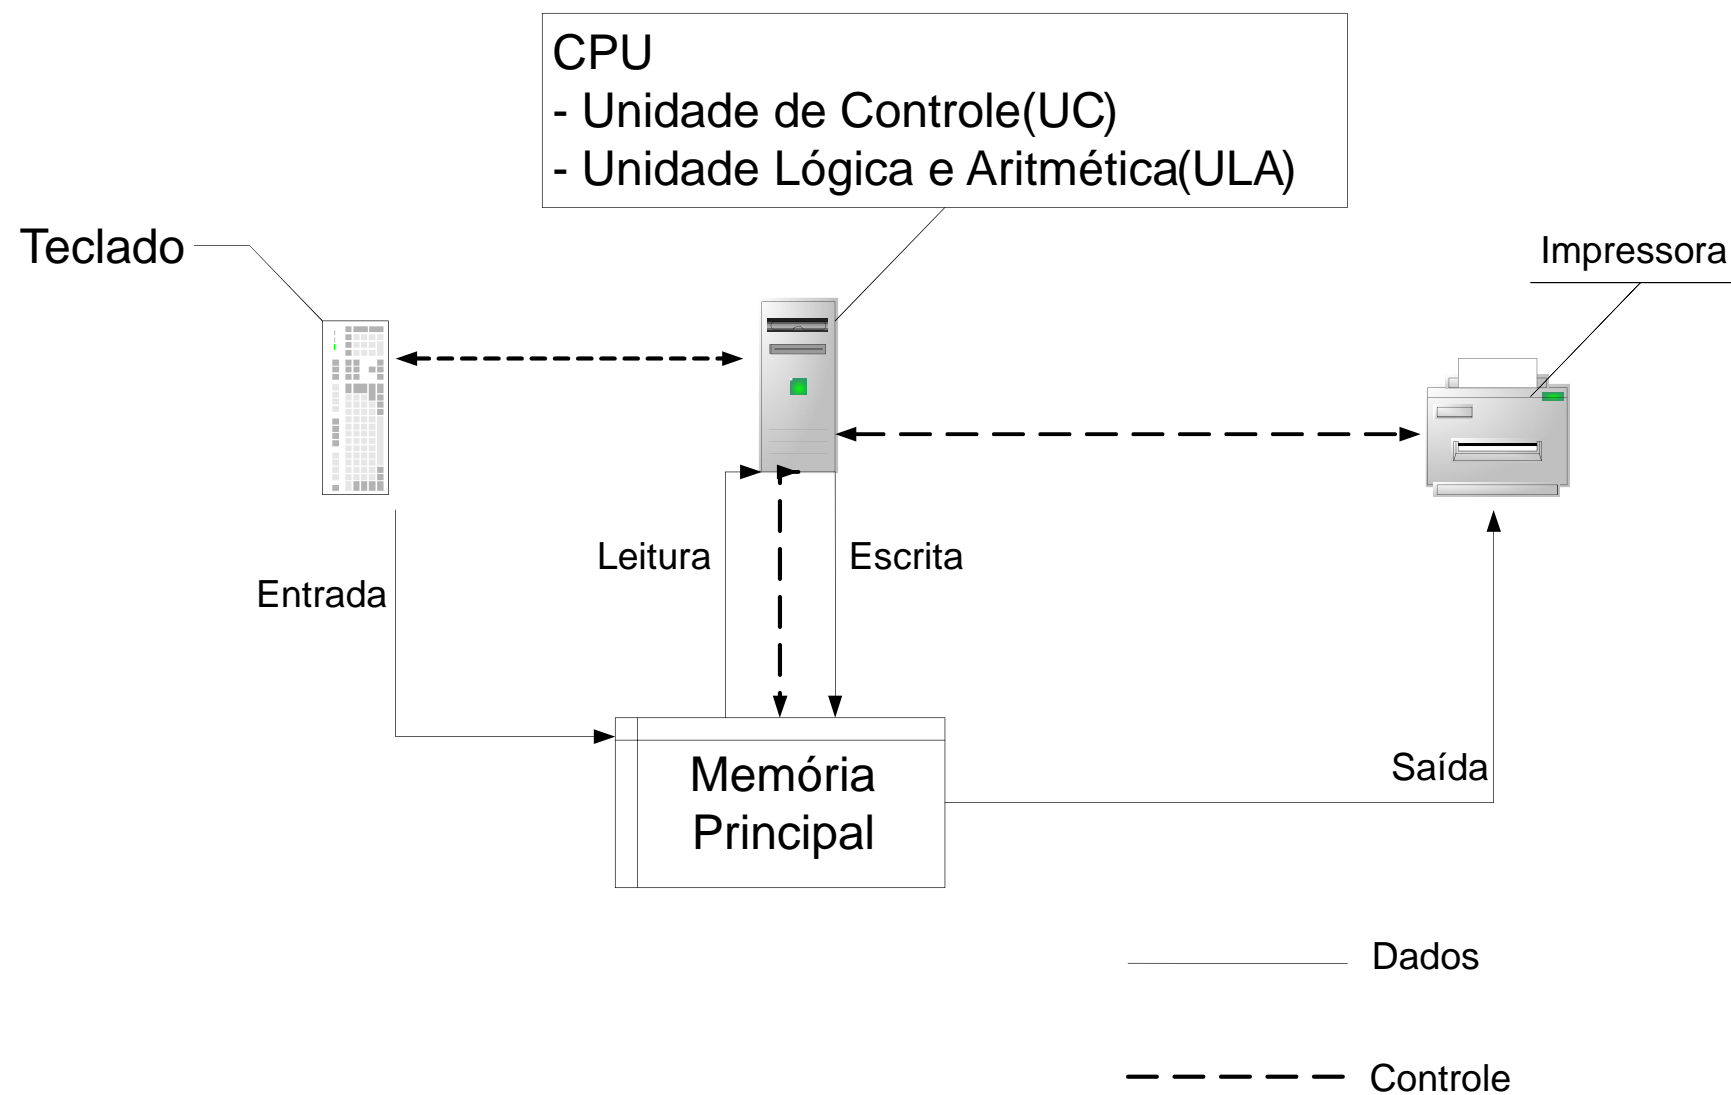 CPU
- Unidade de Controle(UC)
- Unidade Lógica e Aritmética(ULA)
Teclado
Impressora
Leitura
Escrita
Entrada
Memória
Principal
Saída
Dados
Controle